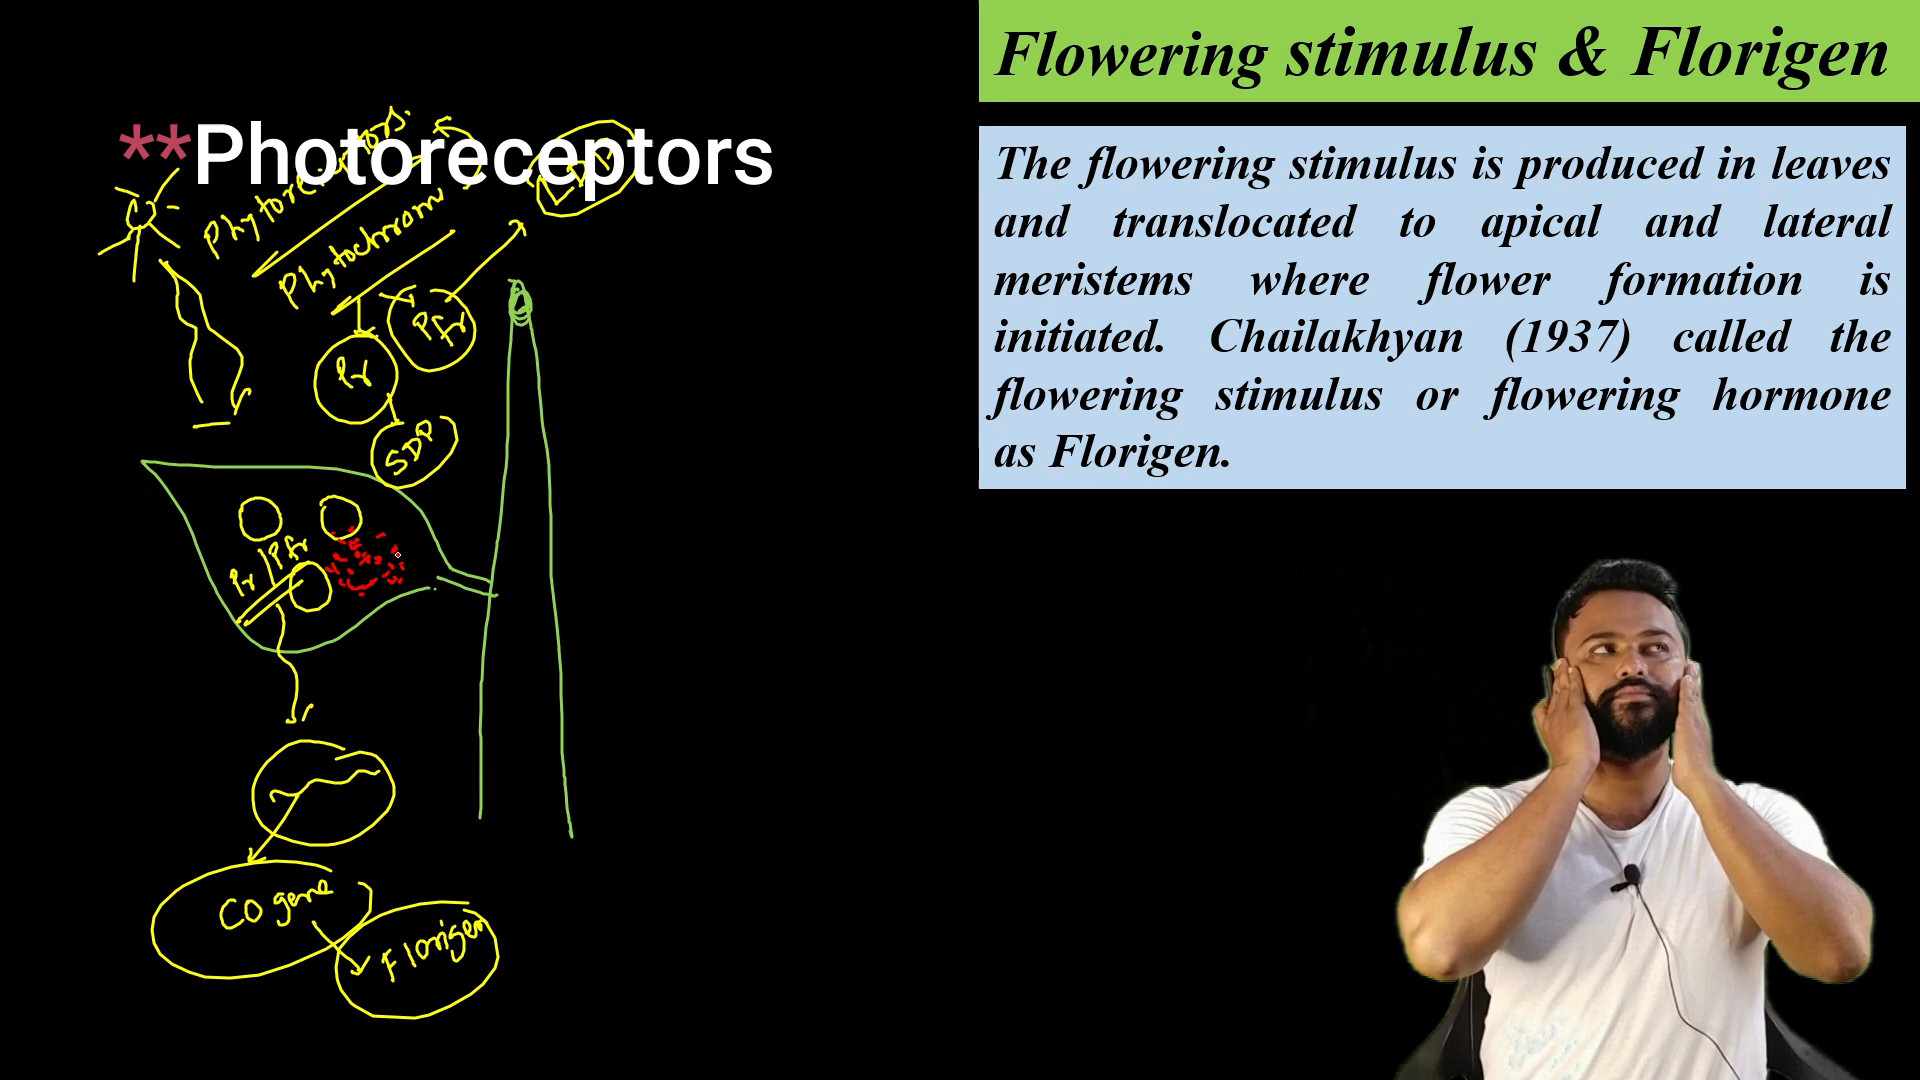 Flowering stimulus & Florigen
**Photoreceptors
The flowering stimulus is produced in leaves
and translocated to apical and lateral
meristems where flower formation is
initiated. Chailakhyan (1937) called the
flowering stimulus or flowering hormone
as Florigen.
Phytochrom
Pfr
Pr
SDP
Pr/Pfr
CO gene
Florigen